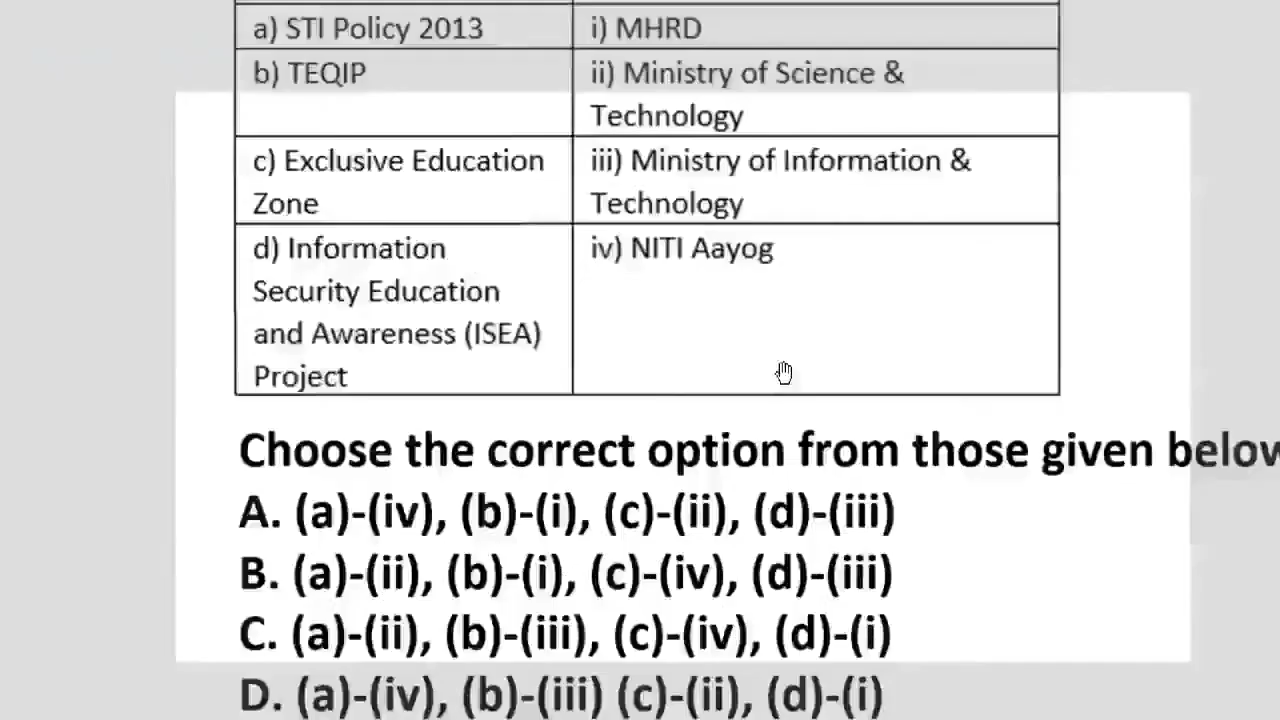 a) STI Policy 2013 i) MHRD
b) TEQIP ii) Ministry of Science &
Technology
c) Exclusive Education iii) Ministry of Information &
Zone Technology
d) Information iv) NITI Aayog
Security Education
and Awareness (ISEA)
Project
Choose the correct option from those given below
A. (a)-(iv), (b)-(i), (c)-(ii), (d)-(iii)
B. (a)-(ii), (b)-(i), (c)-(iv), (d)-(iii)
C. (a)-(ii), (b)-(iii), (c)-(iv), (d)-(i)
D. (a)-(iv), (b)-(iii) (c)-(ii), (d)-(i)